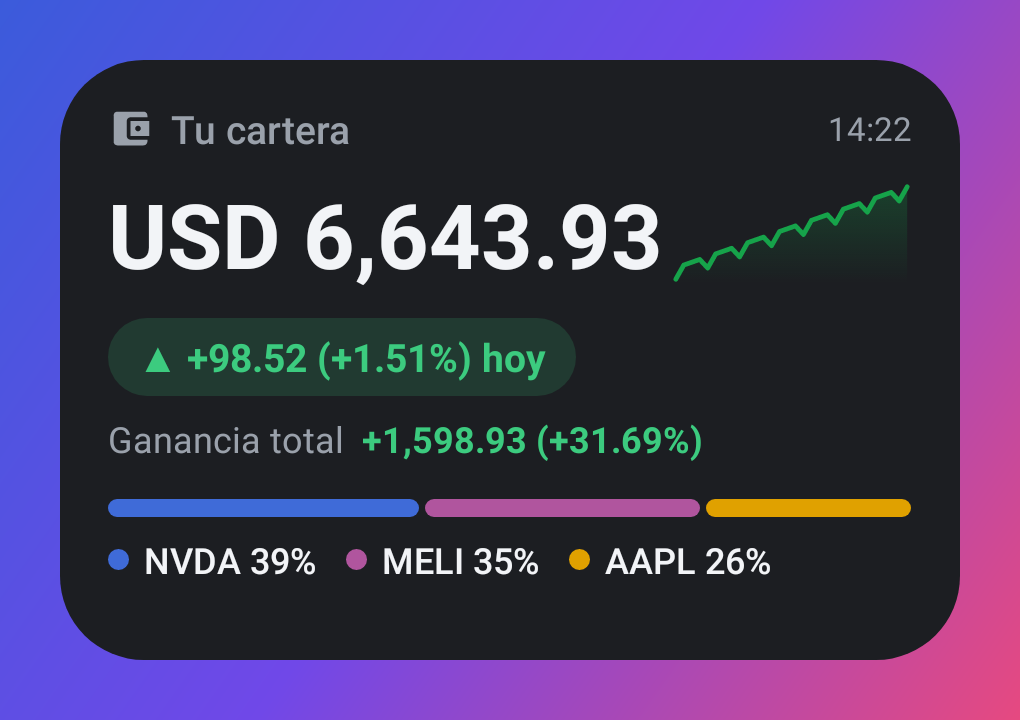 Tu cartera
14:22
USD 6,643.93
▲ +98.52 (+1.51%) hoy
Ganancia total +1,598.93 (+31.69%)
NVDA 39% MELI 35% AAPL 26%